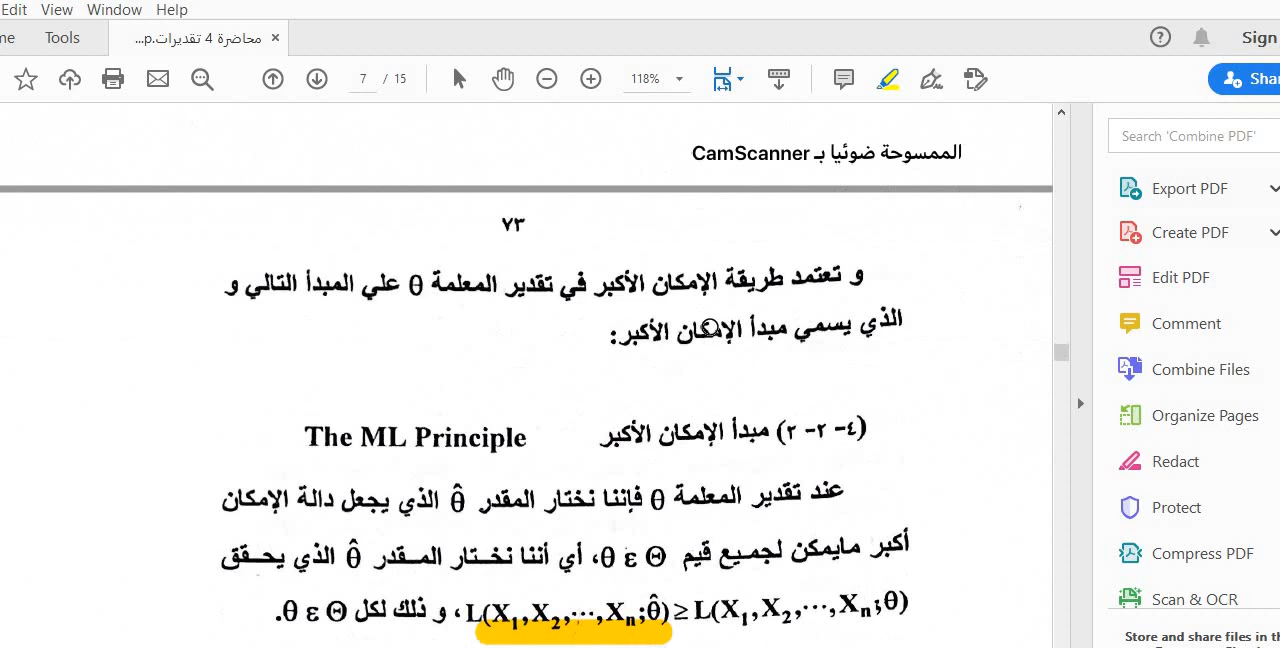 Edit View Window Help
me Tools محاضرة 4 تقديرات.p... ×
7 / 15 118%
Sign
Sha
الممسوحة ضوئيا بـ CamScanner
٧٣
و تعتمد طريقة الإمكان الأكبر في تقدير المعلمة θ علي المبدأ التالي و
الذي يسمي مبدأ الإمكان الأكبر:
(٤- ٢- ٢) مبدأ الإمكان الأكبر The ML Principle
عند تقدير المعلمة θ فإننا نختار المقدر θ̂ الذي يجعل دالة الإمكان
أكبر مايمكن لجميع قيم θ ε Θ، أي أننا نختار المقدر θ̂ الذي يحقق
L(X₁,X₂,⋯,Xₙ;θ̂) ≥ L(X₁,X₂,⋯,Xₙ;θ)، و ذلك لكل θ ε Θ.
Search 'Combine PDF'
Export PDF
Create PDF
Edit PDF
Comment
Combine Files
Organize Pages
Redact
Protect
Compress PDF
Scan & OCR
Store and share files in th